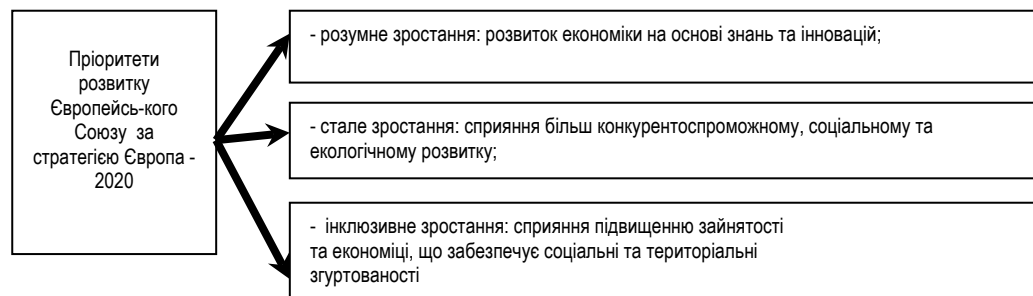 Пріоритети
розвитку
Європейсь-кого
Союзу за
стратегією Європа -
2020
- розумне зростання: розвиток економіки на основі знань та інновацій;
- стале зростання: сприяння більш конкурентоспроможному, соціальному та
екологічному розвитку;
- інклюзивне зростання: сприяння підвищенню зайнятості
та економіці, що забезпечує соціальні та територіальні
згуртованості